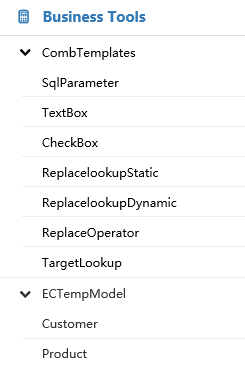 Business Tools
CombTemplates
SqlParameter
TextBox
CheckBox
ReplacelookupStatic
ReplacelookupDynamic
ReplaceOperator
TargetLookup
ECTempModel
Customer
Product